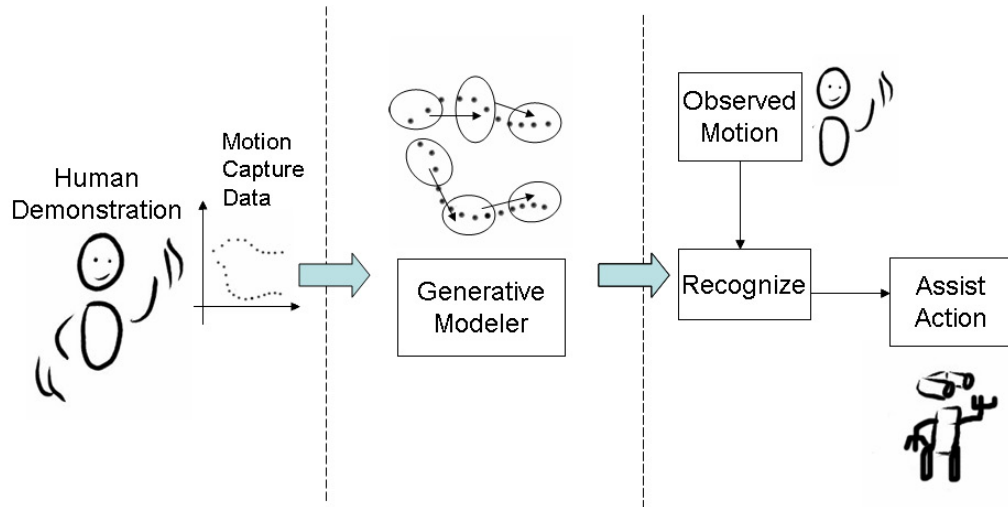 Human
Demonstration
Motion
Capture
Data
Generative
Modeler
Observed
Motion
Recognize
Assist
Action